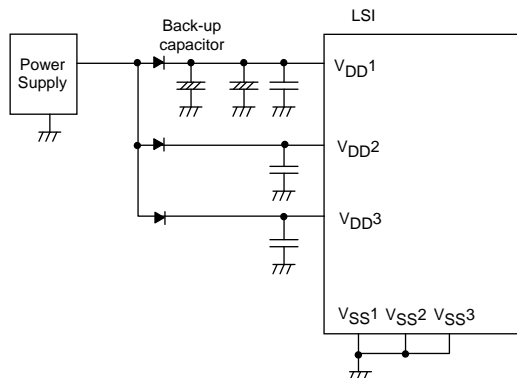 LSI
Back-up
capacitor
Power
Supply
VDD1
VDD2
VDD3
VSS1 VSS2 VSS3